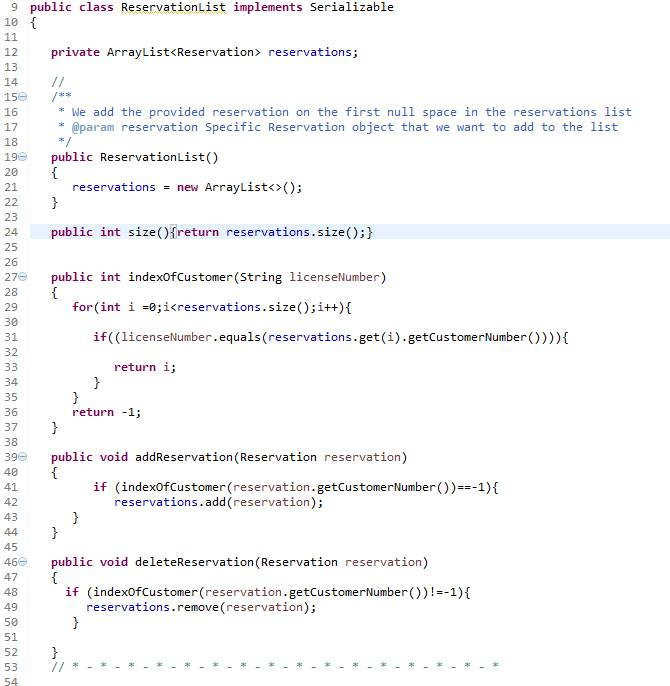 9 public class ReservationList implements Serializable
10 {
11
12 private ArrayList<Reservation> reservations;
13
14 //
15 /**
16 * We add the provided reservation on the first null space in the reservations list
17 * @param reservation Specific Reservation object that we want to add to the list
18 */
19 public ReservationList()
20 {
21 reservations = new ArrayList<>();
22 }
23
24 public int size(){return reservations.size();}
25
26
27 public int indexOfCustomer(String licenseNumber)
28 {
29 for(int i =0;i<reservations.size();i++){
30
31 if((licenseNumber.equals(reservations.get(i).getCustomerNumber()))){
32
33 return i;
34 }
35 }
36 return -1;
37 }
38
39 public void addReservation(Reservation reservation)
40 {
41 if (indexOfCustomer(reservation.getCustomerNumber())==-1){
42 reservations.add(reservation);
43 }
44 }
45
46 public void deleteReservation(Reservation reservation)
47 {
48 if (indexOfCustomer(reservation.getCustomerNumber())!=-1){
49 reservations.remove(reservation);
50 }
51
52 }
53 // * - * - * - * - * - * - * - * - * - * - * - * - * - * - * - *
54